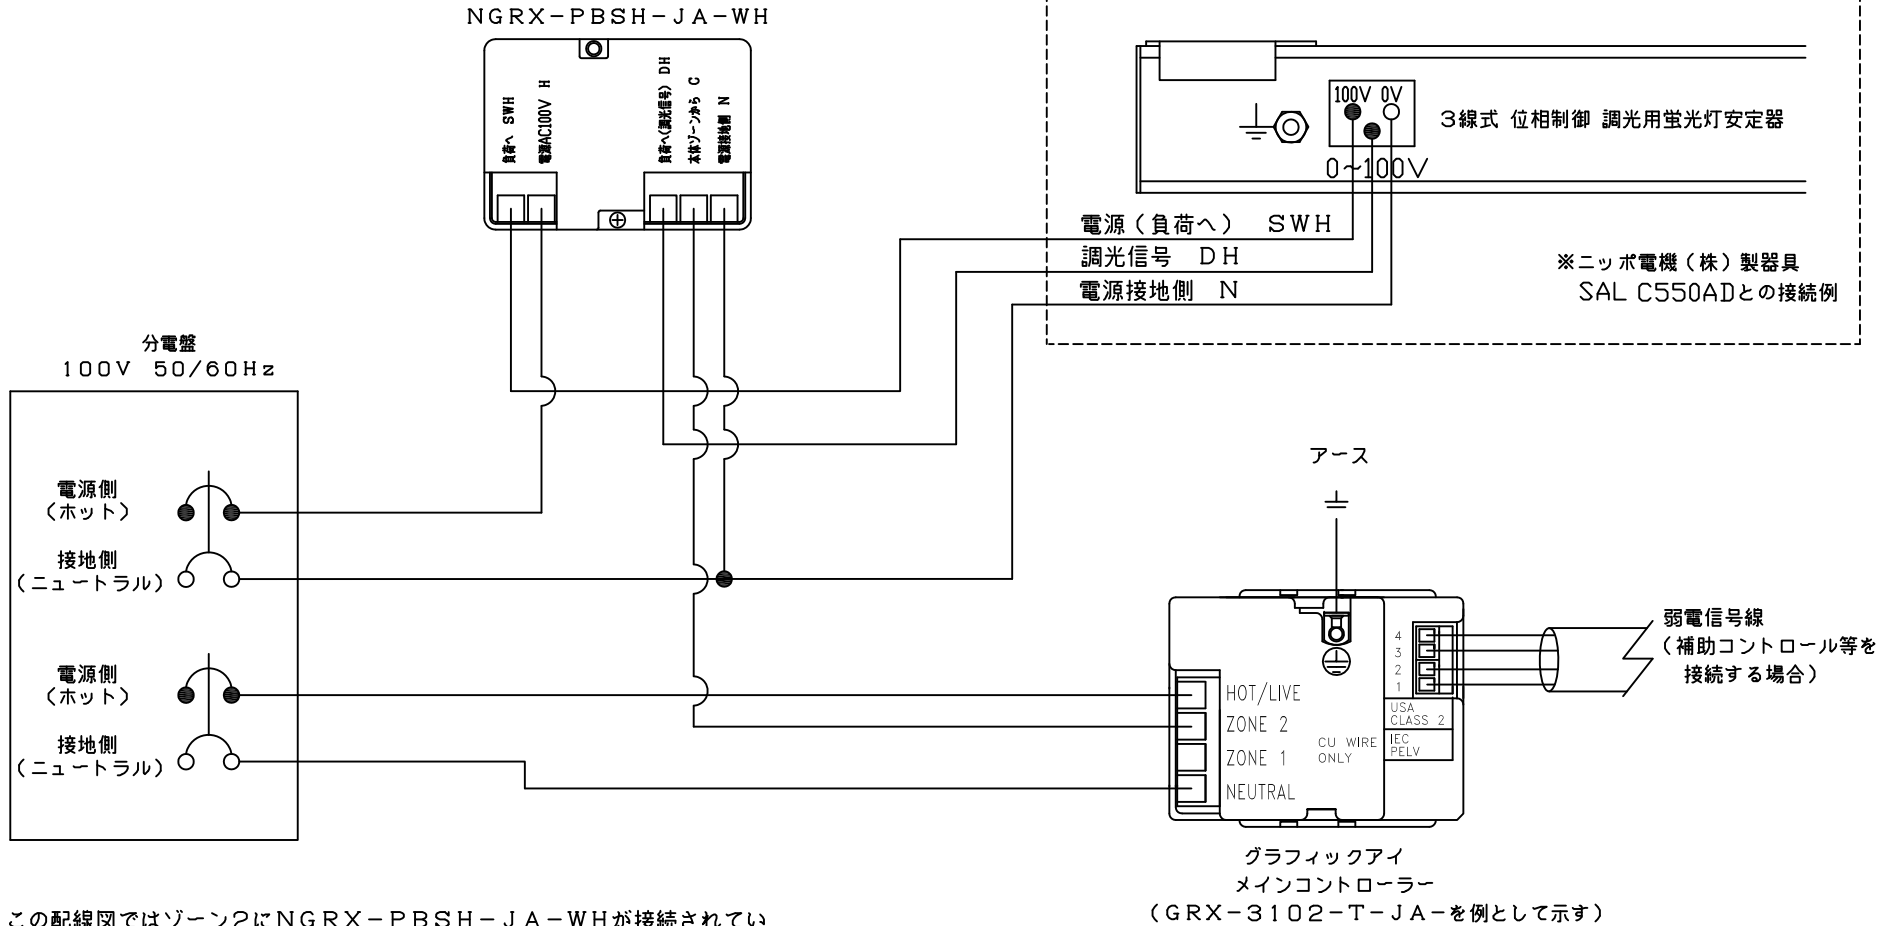 NGRX-PBSH-JA-WH
負荷へ SWH
電源AC100V H
負荷へ(調光信号) DH
本体ゾーンから C
電源接地側 N
100V 0V
0~100V
3線式 位相制御 調光用蛍光灯安定器
電源(負荷へ) SWH
調光信号 DH
電源接地側 N
※ニッポ電機(株)製器具
SAL C550ADとの接続例
分電盤
100V 50/60Hz
電源側
(ホット)
接地側
(ニュートラル)
電源側
(ホット)
接地側
(ニュートラル)
アース
4
3
2
1
USA
CLASS 2
IEC
PELV
HOT/LIVE
ZONE 2
ZONE 1
NEUTRAL
CU WIRE
ONLY
弱電信号線
(補助コントロール等を
接続する場合)
グラフィックアイ
メインコントローラー
(GRX-3102-T-JA-を例として示す)
この配線図ではゾーン2にNGRX-PBSH-JA-WHが接続されてい